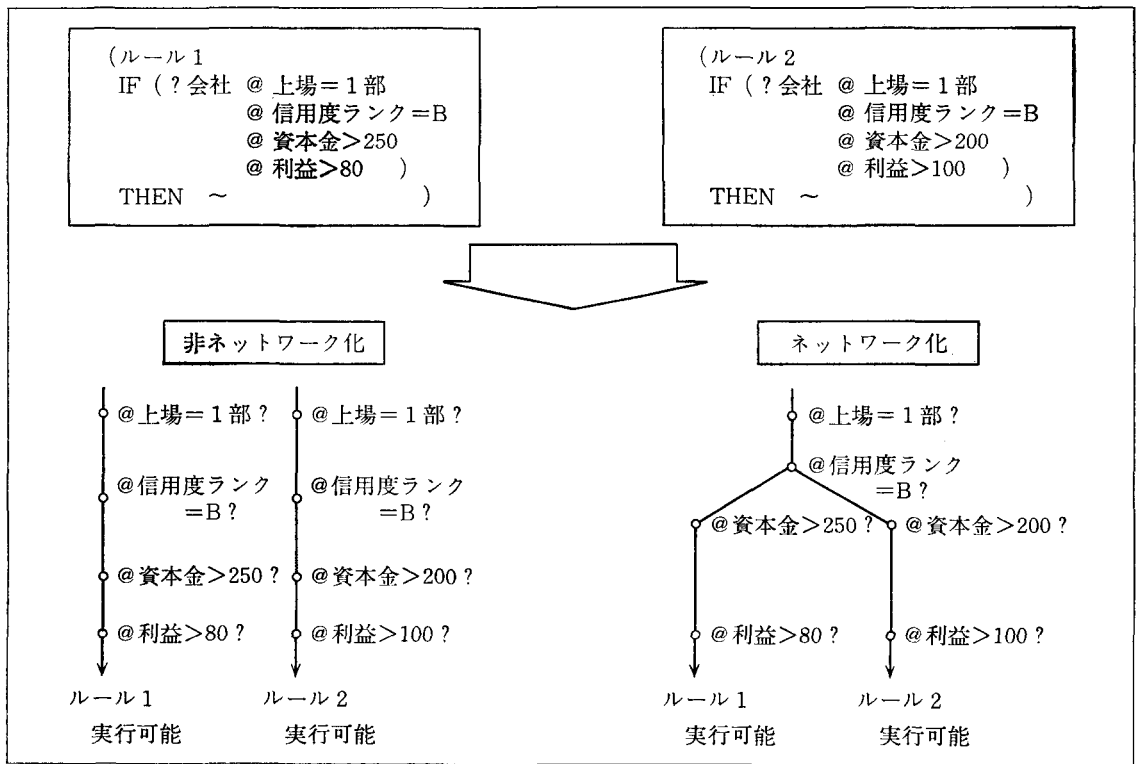 (ルール1
IF (?会社 @ 上場=1部
@ 信用度ランク=B
@ 資本金>250
@ 利益>80 )
THEN ~ )
(ルール2
IF (?会社 @ 上場=1部
@ 信用度ランク=B
@ 資本金>200
@ 利益>100 )
THEN ~ )
非ネットワーク化
@上場=1部?
@信用度ランク
=B?
@資本金>250?
@利益>80?
ルール1
実行可能
@上場=1部?
@信用度ランク
=B?
@資本金>200?
@利益>100?
ルール2
実行可能
ネットワーク化
@上場=1部?
@信用度ランク
=B?
@資本金>250?
@資本金>200?
@利益>80?
@利益>100?
ルール1
実行可能
ルール2
実行可能